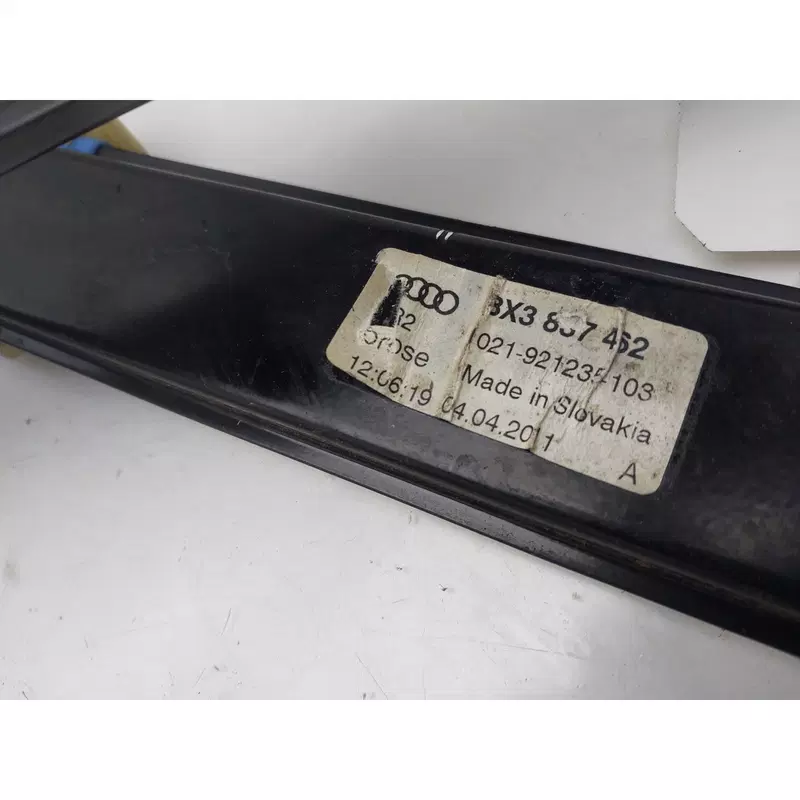 8X3 837 462
021-921235-103
Brose
Made in Slovakia
12:06:19 04.04.2011
A